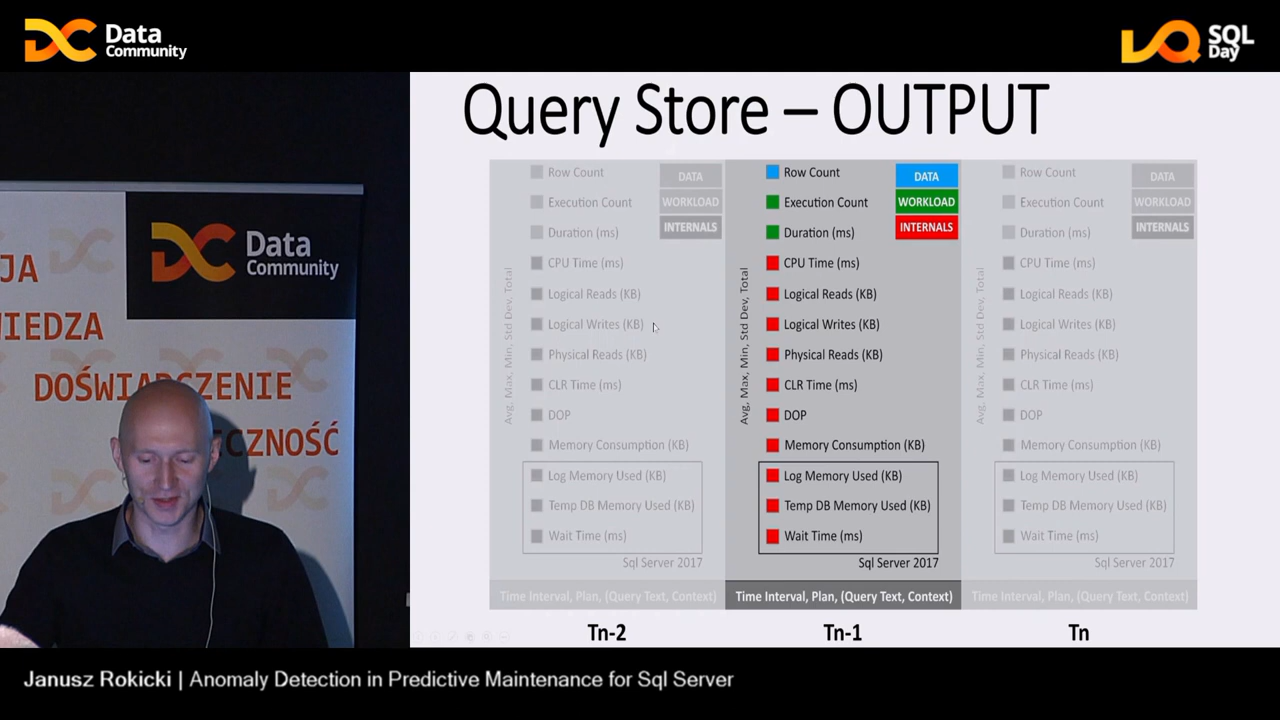 Data
Community
SQL
Day
JA
WIEDZA
DOŚWIADCZENIE
CZNOŚĆ
Data
Community
Query Store – OUTPUT
Row Count
Execution Count
Duration (ms)
CPU Time (ms)
Logical Reads (KB)
Logical Writes (KB)
Physical Reads (KB)
CLR Time (ms)
DOP
Memory Consumption (KB)
Log Memory Used (KB)
Temp DB Memory Used (KB)
Wait Time (ms)
Sql Server 2017
DATA
WORKLOAD
INTERNALS
Avg, Max, Min, Std Dev, Total
Time Interval, Plan, (Query Text, Context)
Tn-2
Row Count
Execution Count
Duration (ms)
CPU Time (ms)
Logical Reads (KB)
Logical Writes (KB)
Physical Reads (KB)
CLR Time (ms)
DOP
Memory Consumption (KB)
Log Memory Used (KB)
Temp DB Memory Used (KB)
Wait Time (ms)
Sql Server 2017
DATA
WORKLOAD
INTERNALS
Avg, Max, Min, Std Dev, Total
Time Interval, Plan, (Query Text, Context)
Tn-1
Row Count
Execution Count
Duration (ms)
CPU Time (ms)
Logical Reads (KB)
Logical Writes (KB)
Physical Reads (KB)
CLR Time (ms)
DOP
Memory Consumption (KB)
Log Memory Used (KB)
Temp DB Memory Used (KB)
Wait Time (ms)
Sql Server 2017
DATA
WORKLOAD
INTERNALS
Avg, Max, Min, Std Dev, Total
Time Interval, Plan, (Query Text, Context)
Tn
Janusz Rokicki | Anomaly Detection in Predictive Maintenance for Sql Server